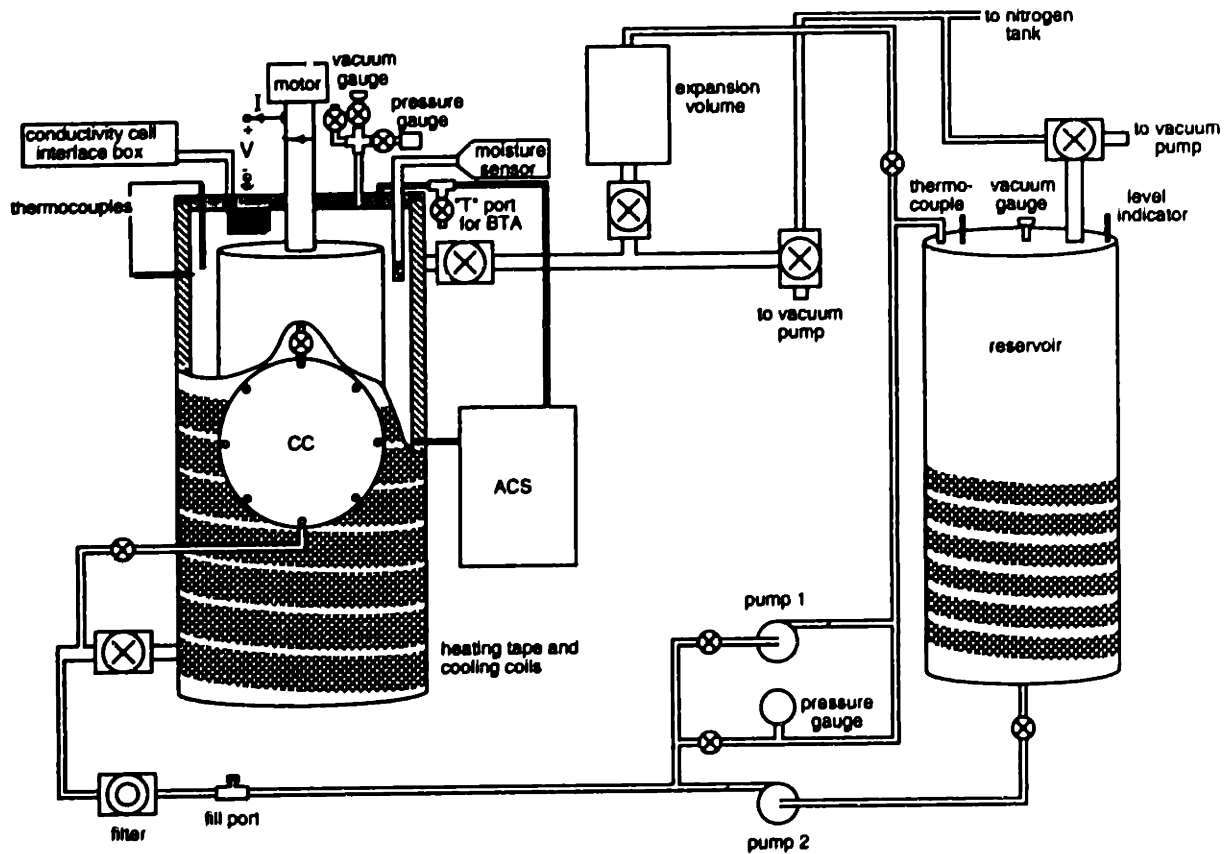 to nitrogen
tank
vacuum
gauge
motor
I
expansion
volume
pressure
gauge
conductivity cell
interface box
+
V
-
moisture
sensor
to vacuum
pump
thermocouples
"T" port
for BTA
thermo-
couple
vacuum
gauge
level
indicator
to vacuum
pump
reservoir
CC
ACS
pump 1
heating tape and
cooling coils
pressure
gauge
fill port
filter
pump 2